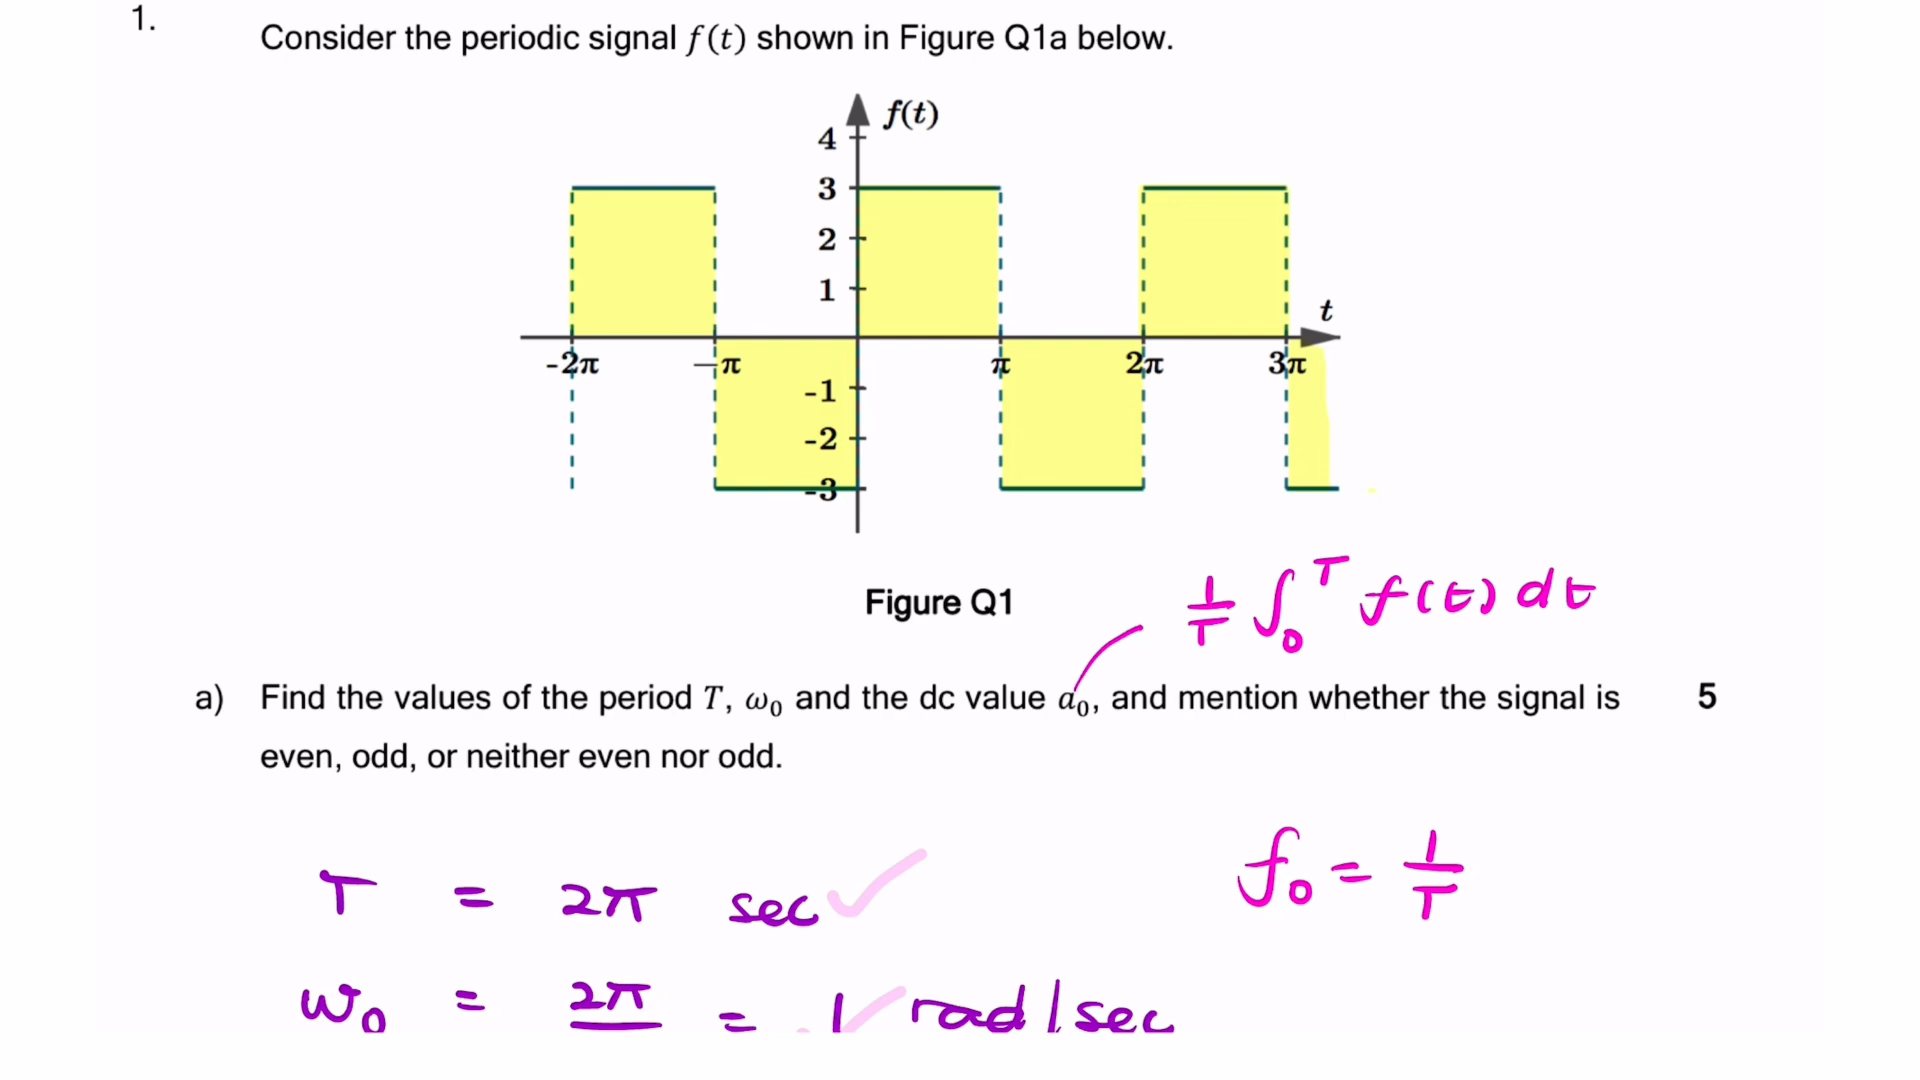 1.
Consider the periodic signal f(t) shown in Figure Q1a below.
f(t)
4
3
2
1
t
-2π −π π 2π 3π
-1
-2
-3
Figure Q1
1/T ∫₀ᵀ f(t) dt
a) Find the values of the period T, ω₀ and the dc value a₀, and mention whether the signal is 5
even, odd, or neither even nor odd.
f₀ = 1/T
T = 2π sec ✓
ω₀ = 2π = 1 rad/sec